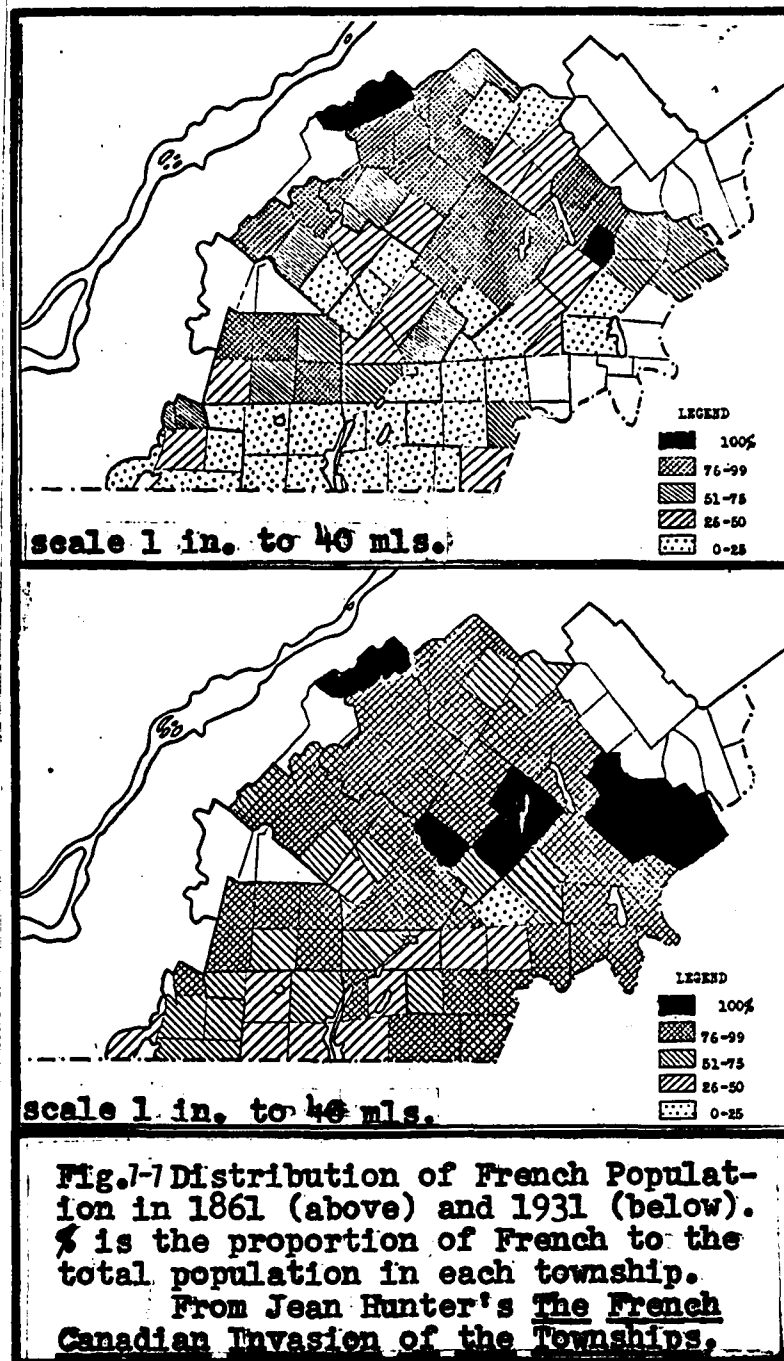 LEGEND
100%
76-99
51-75
26-50
0-25
scale 1 in. to 40 mls.
LEGEND
100%
76-99
51-75
26-50
0-25
scale 1 in. to 40 mls.
Fig.7-7 Distribution of French Populat-
ion in 1861 (above) and 1931 (below).
% is the proportion of French to the
total population in each township.
From Jean Hunter's The French
Canadian Invasion of the Townships.